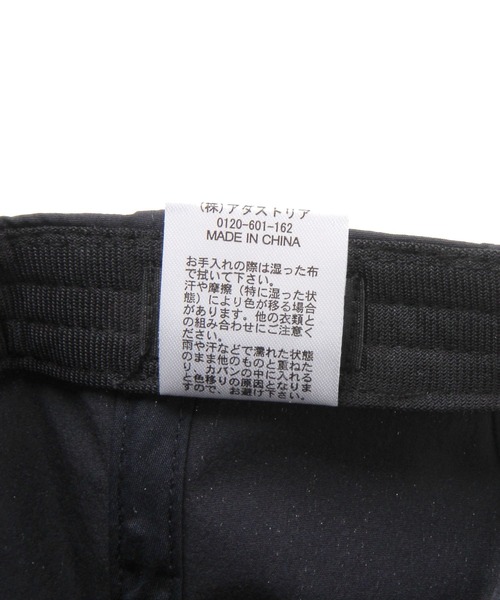 (株)アダストリア
0120-601-162
MADE IN CHINA
お手入れの際は湿った布
で拭いて下さい。
汗や摩擦(特に湿った状
態)により色が移る場合
があります。他の衣類と
の組み合わせにご注意く
ださい。
雨や汗などで濡れた状態
のまま他のものと重ねた
り、カバンの中に入れる
と色移りの原因となりま
すので、お避け下さい。